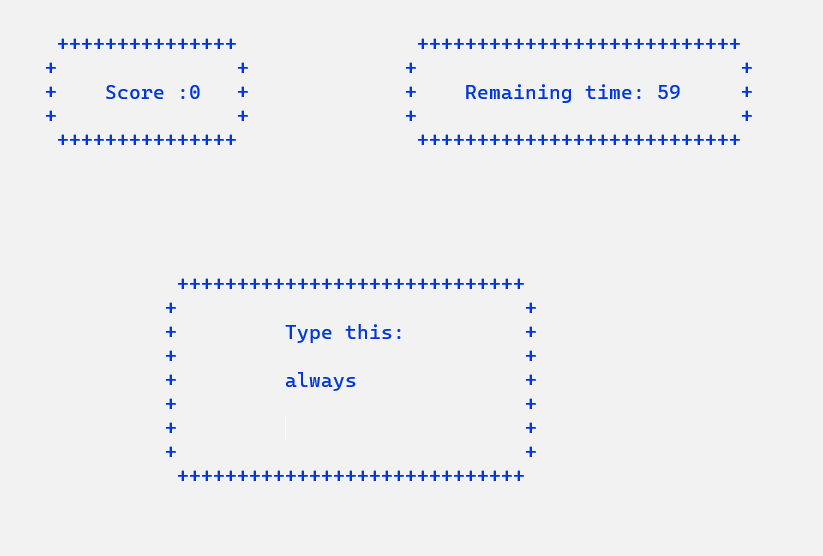 Score :0
Remaining time: 59
Type this:
always